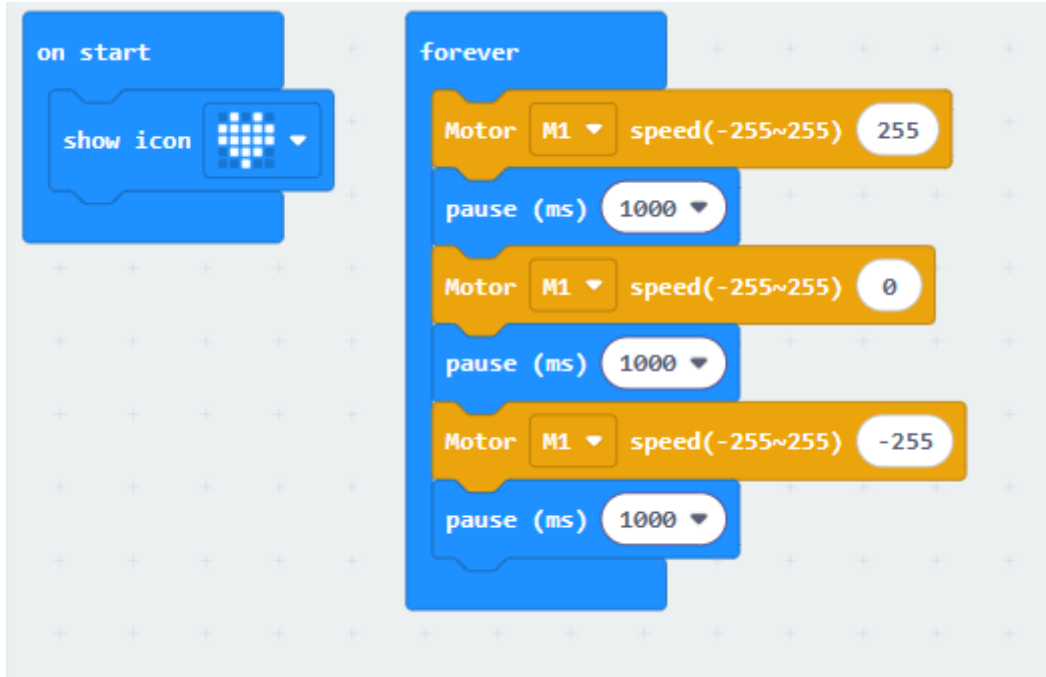 on start
show icon
forever
Motor M1 speed(-255~255) 255
pause (ms) 1000
Motor M1 speed(-255~255) 0
pause (ms) 1000
Motor M1 speed(-255~255) -255
pause (ms) 1000